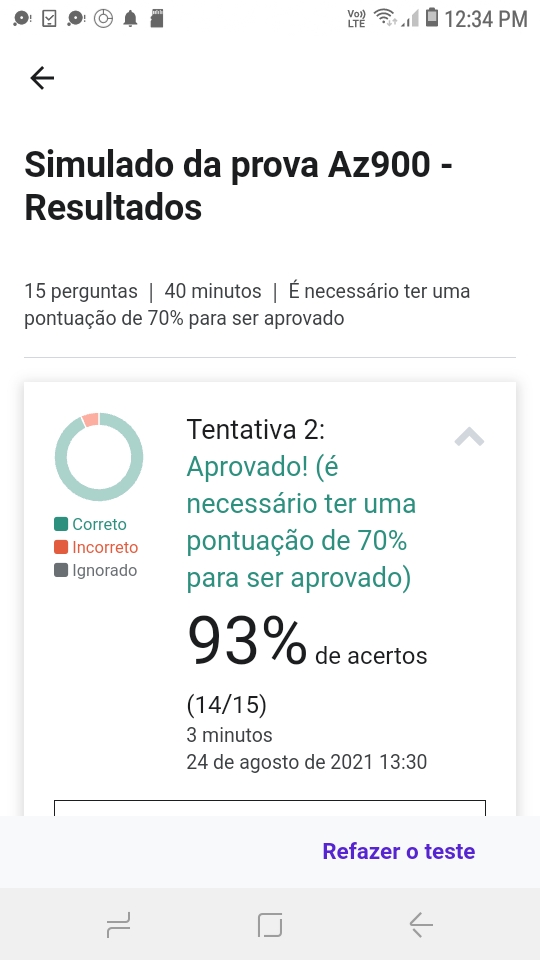 Vo)) LTE 12:34 PM
Simulado da prova Az900 -
Resultados
15 perguntas | 40 minutos | É necessário ter uma
pontuação de 70% para ser aprovado
Tentativa 2:
Aprovado! (é
necessário ter uma
pontuação de 70%
para ser aprovado)
Correto
Incorreto
Ignorado
93% de acertos
(14/15)
3 minutos
24 de agosto de 2021 13:30
Refazer o teste